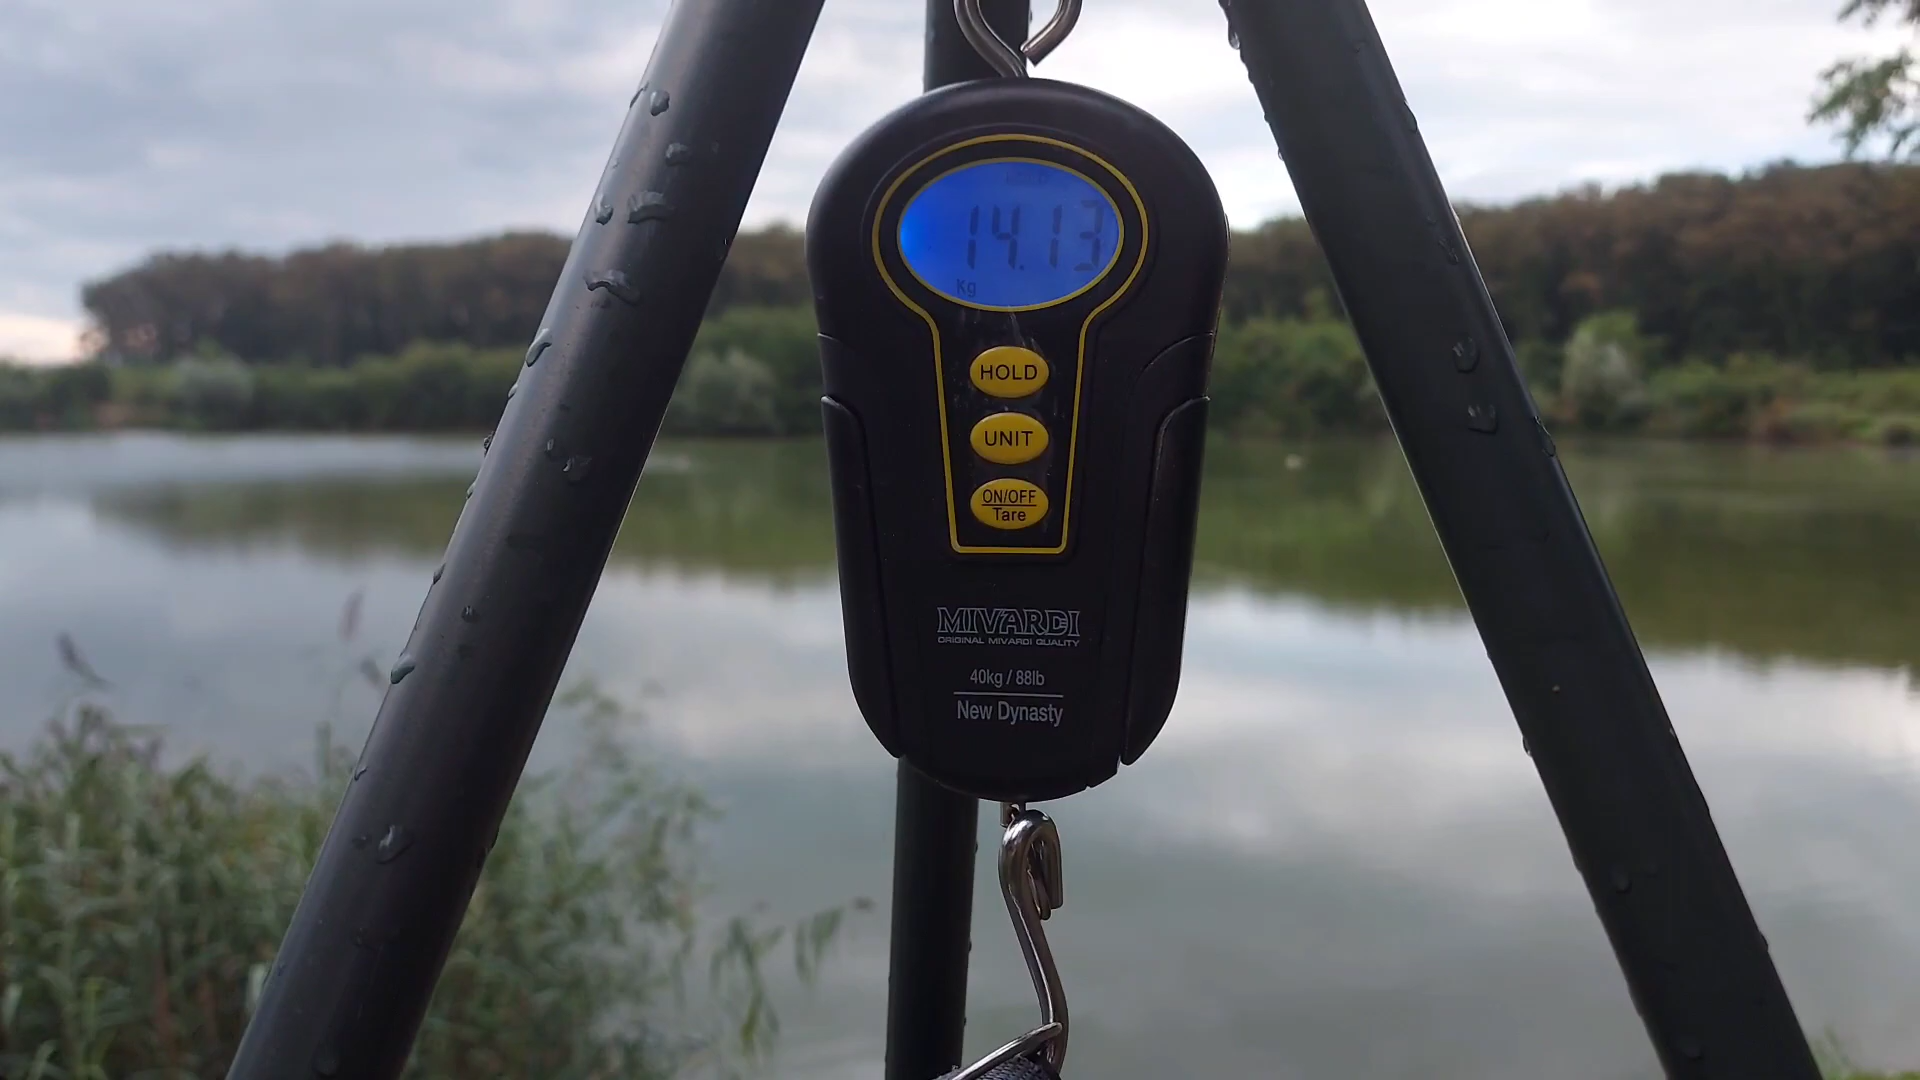 14.13
Kg
HOLD
UNIT
ON/OFF
Tare
MIVARDI
ORIGINAL MIVARDI QUALITY
40kg / 88lb
New Dynasty